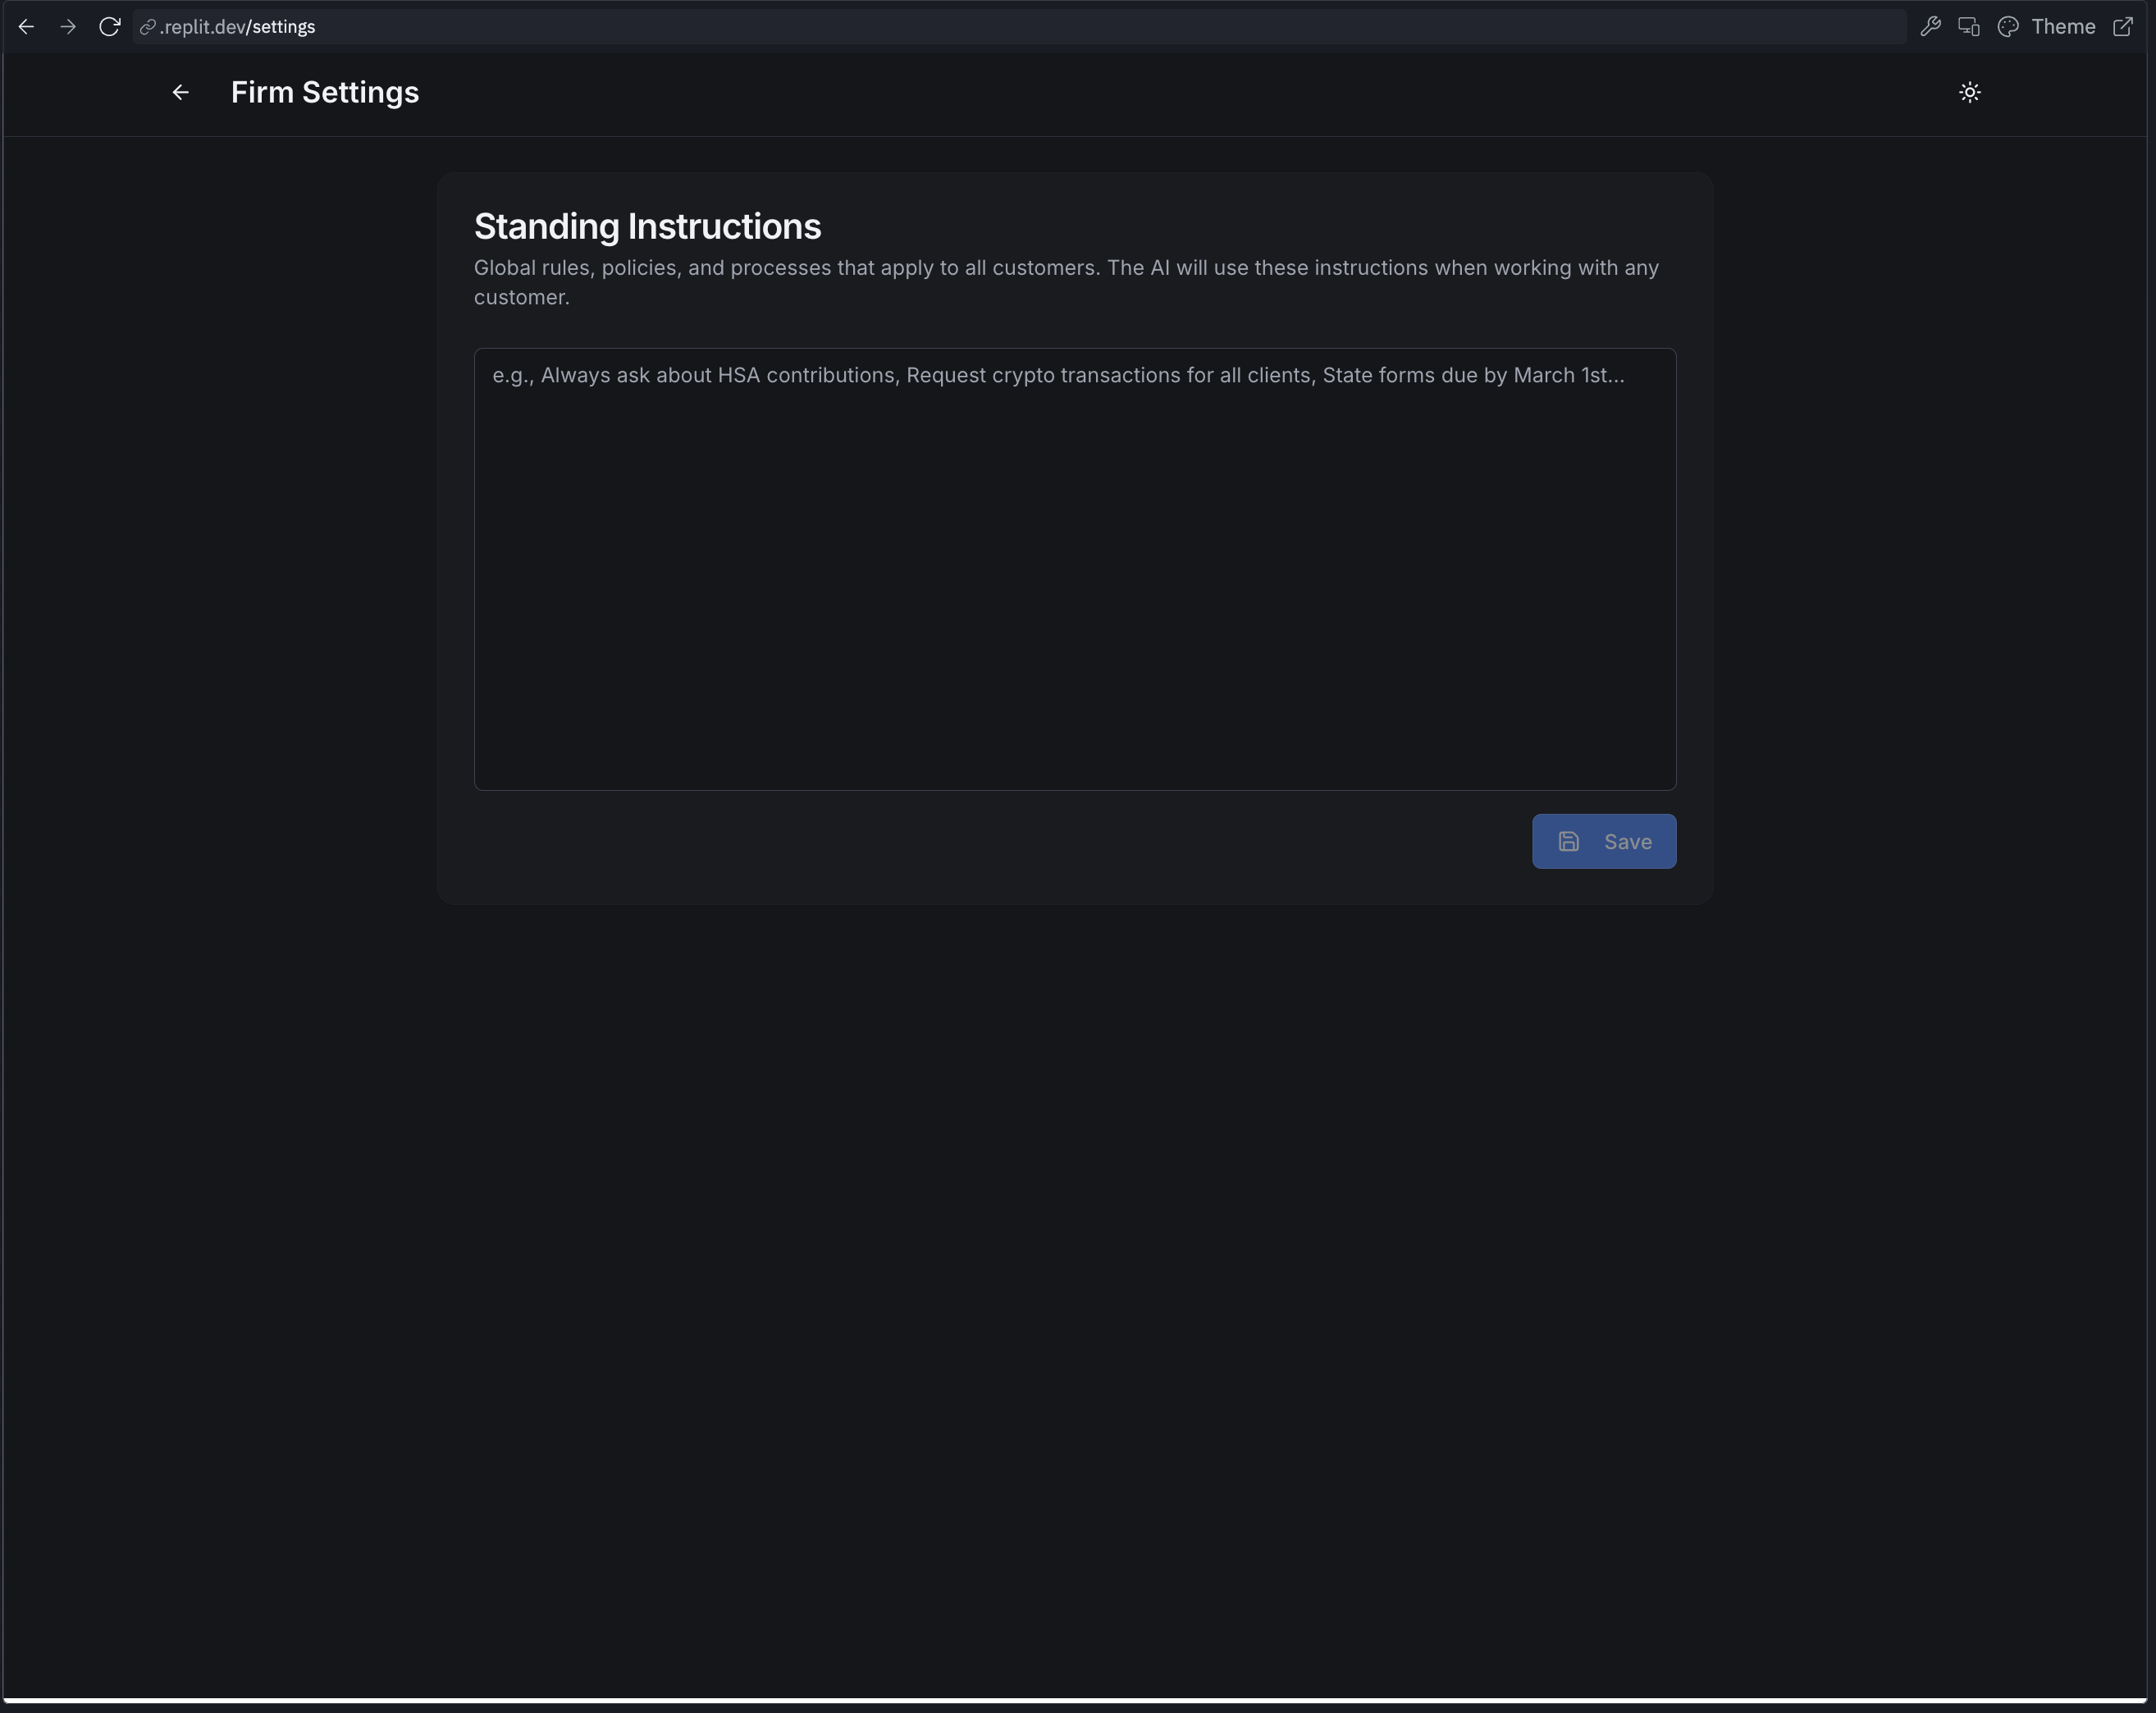 .replit.dev/settings
Theme
Firm Settings
Standing Instructions
Global rules, policies, and processes that apply to all customers. The AI will use these instructions when working with any
customer.
e.g., Always ask about HSA contributions, Request crypto transactions for all clients, State forms due by March 1st...
Save